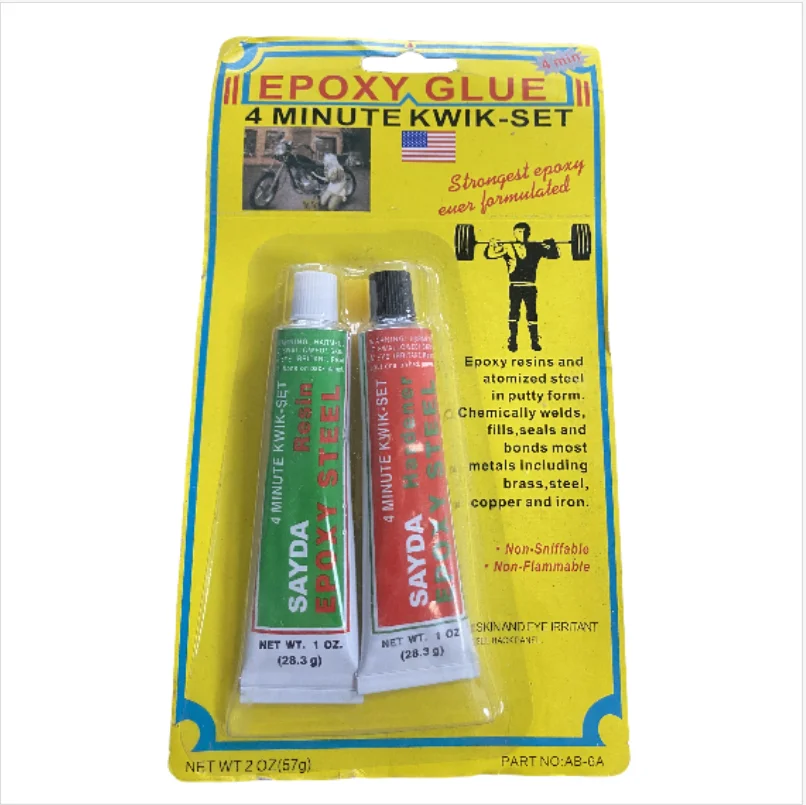 4 min
EPOXY GLUE
4 MINUTE KWIK-SET
Strongest epoxy
ever formulated
Epoxy resins and
atomized steel
in putty form.
Chemically welds,
fills,seals and
bonds most
metals including
brass,steel,
copper and iron.
• Non-Sniffable
• Non-Flammable
SKIN AND EYE IRRITANT
BACK PANEL
4 MINUTE KWIK-SET
Resin
SAYDA
EPOXY STEEL
NET WT. 1 OZ.
(28.3 g)
4 MINUTE KWIK-SET
Hardener
SAYDA
EPOXY STEEL
NET WT. 1 OZ
(28.3 g)
NET WT 2 OZ(57g)
PART NO:AB-6A